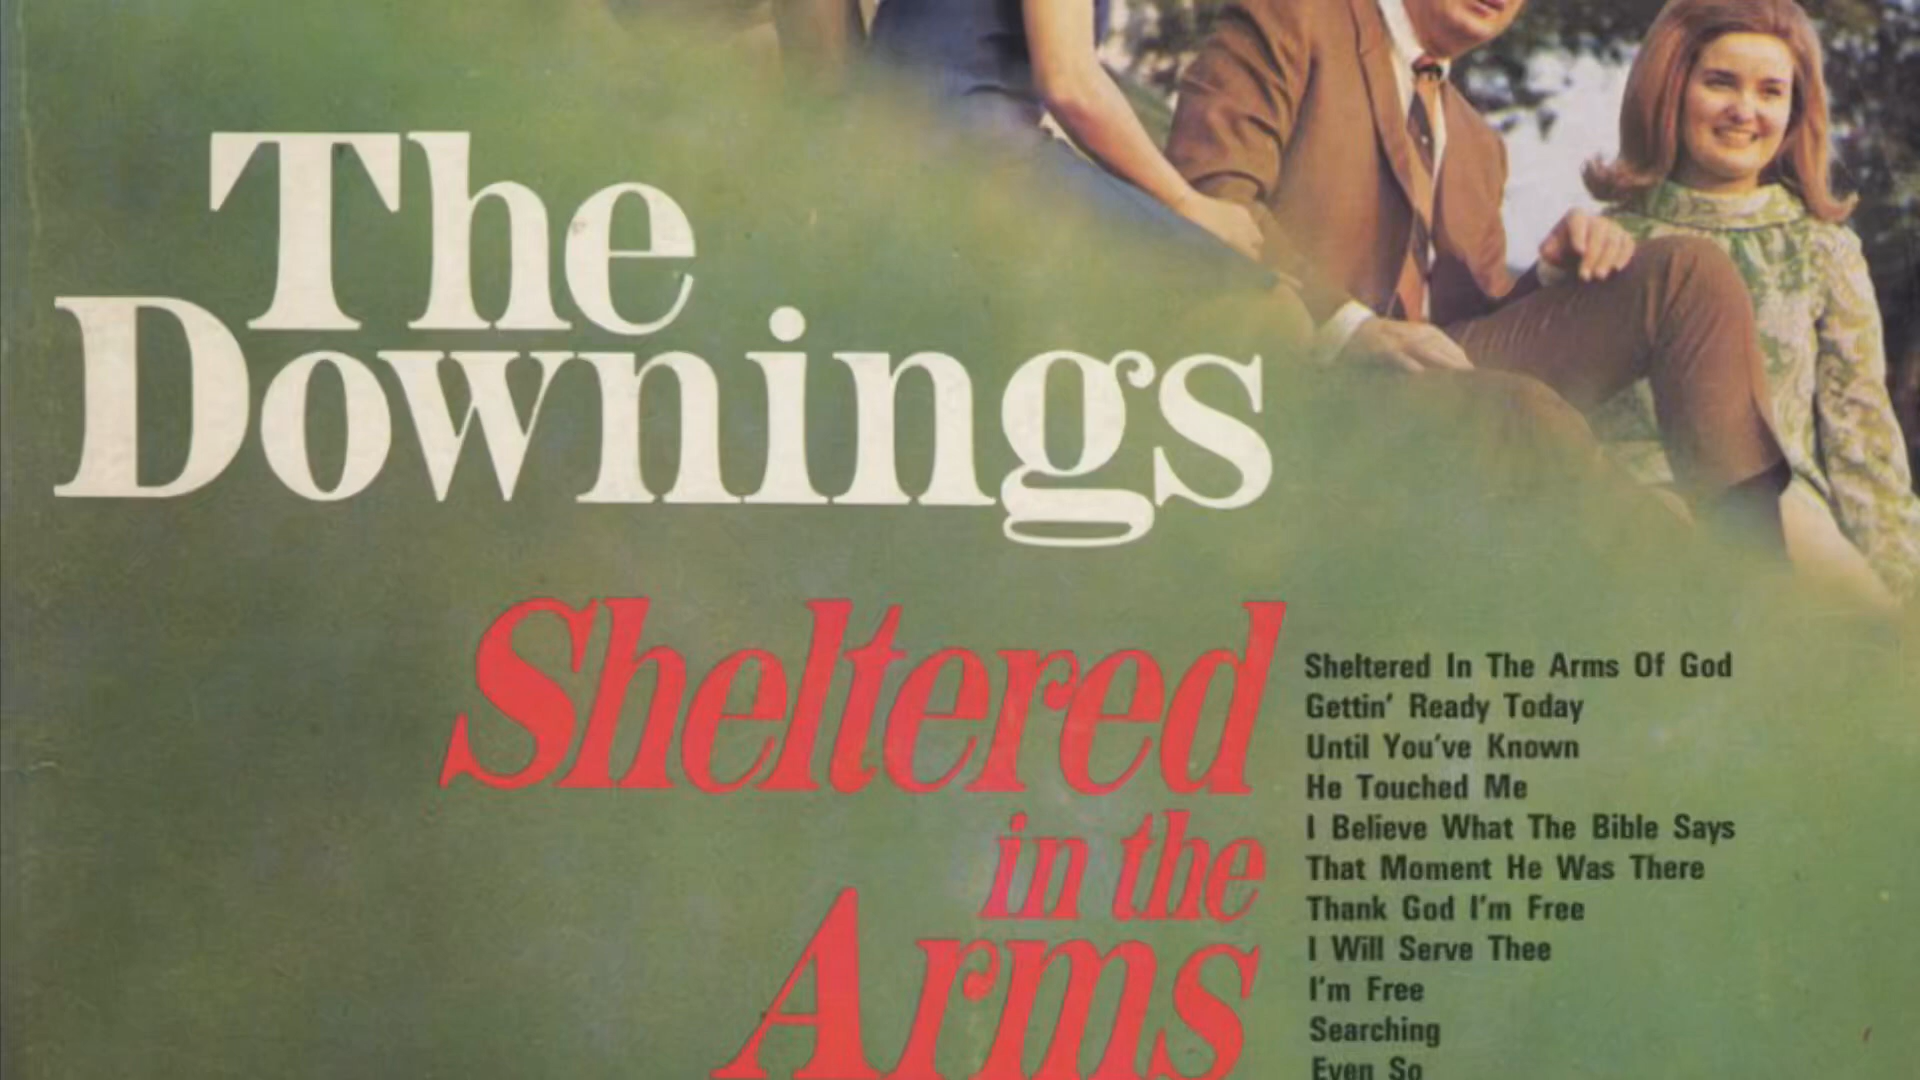 The
Downings
Sheltered
in the
Arms
Sheltered In The Arms Of God
Gettin' Ready Today
Until You've Known
He Touched Me
I Believe What The Bible Says
That Moment He Was There
Thank God I'm Free
I Will Serve Thee
I'm Free
Searching
Even So